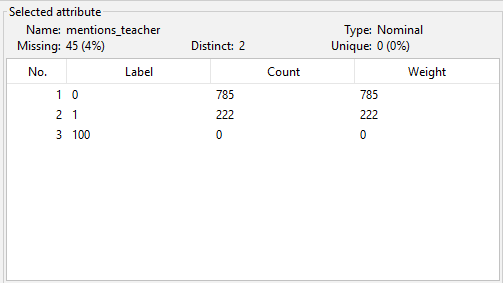 Selected attribute
Name: mentions_teacher Type: Nominal
Missing: 45 (4%) Distinct: 2 Unique: 0 (0%)
No. Label Count Weight
1 0 785 785
2 1 222 222
3 100 0 0